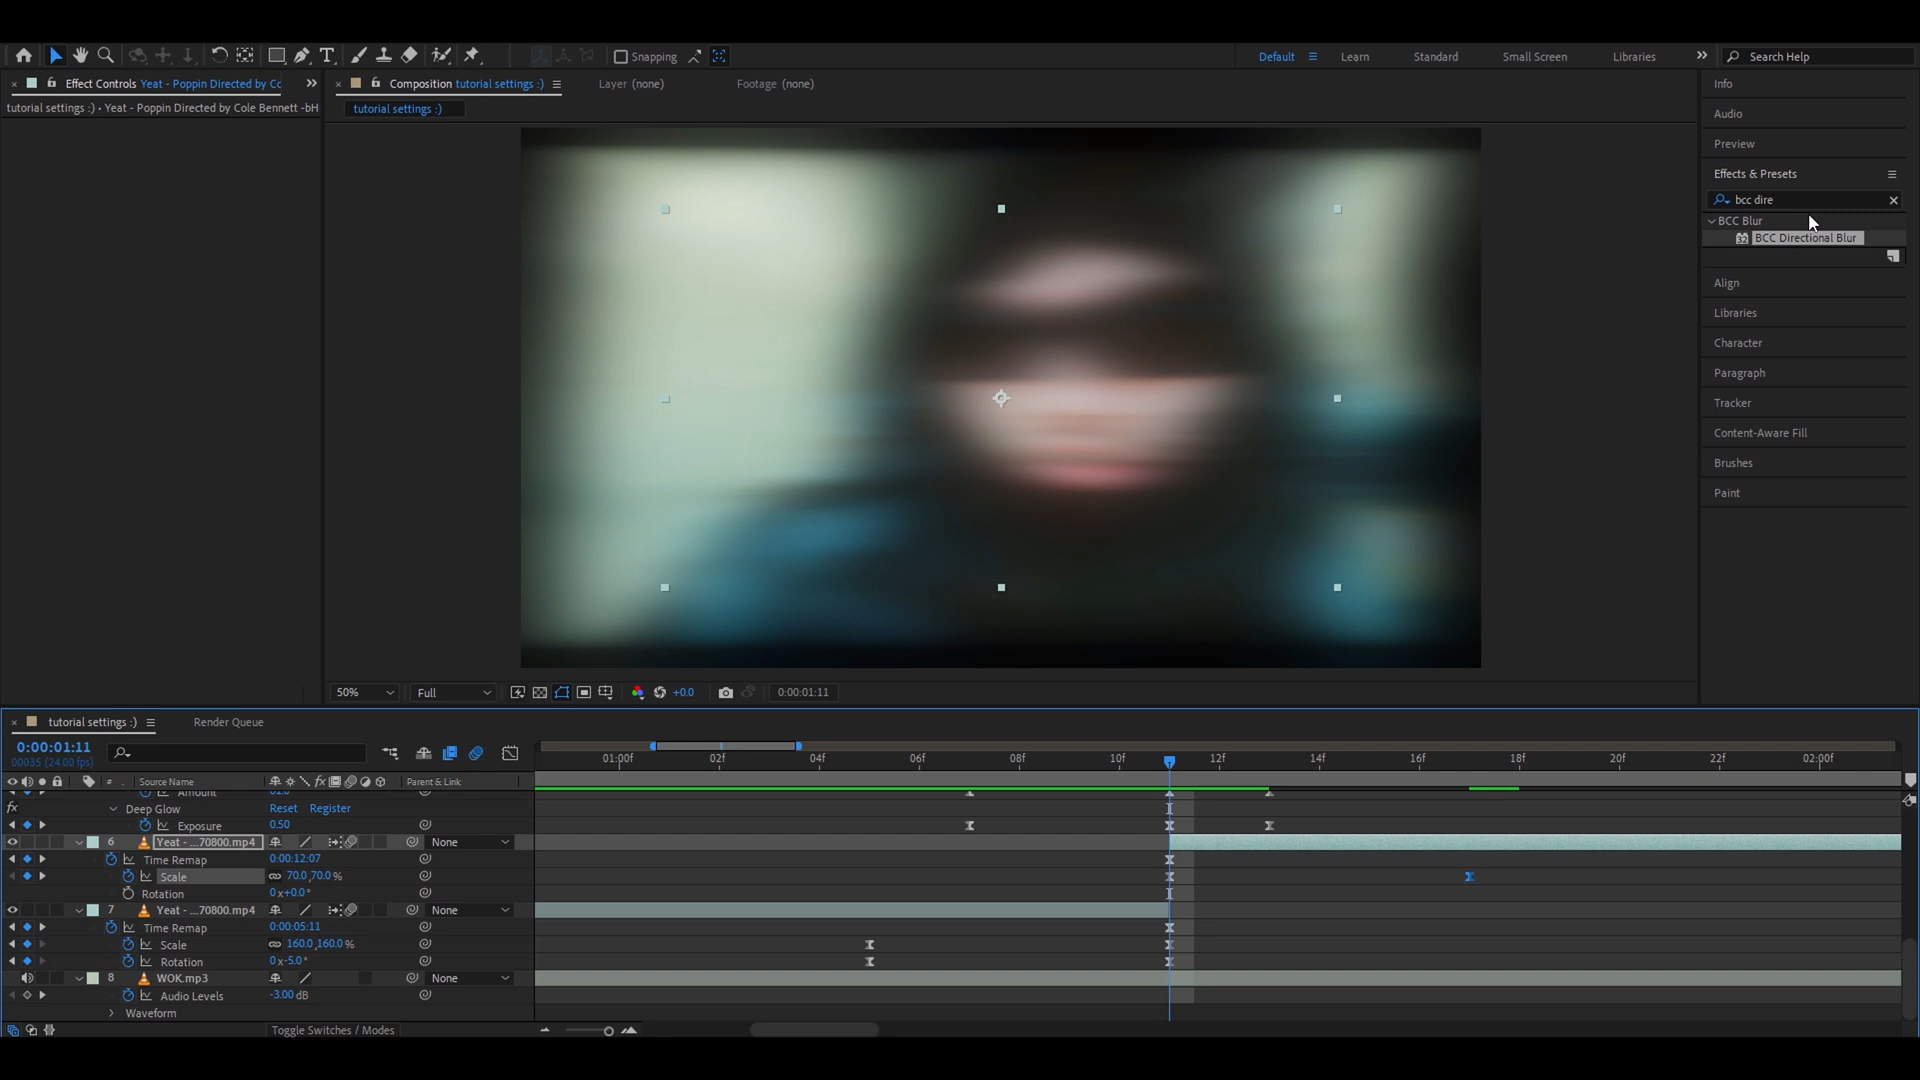 Snapping
Default
Learn
Standard
Small Screen
Libraries
Search Help
Effect Controls Yeat - Poppin Directed by Co
Composition tutorial settings :)
Layer (none)
Footage (none)
tutorial settings :) • Yeat - Poppin Directed by Cole Bennett -bH
tutorial settings :)
Info
Audio
Preview
Effects & Presets
bcc dire
BCC Blur
32 BCC Directional Blur
Align
Libraries
Character
Paragraph
Tracker
Content-Aware Fill
Brushes
Paint
50%
Full
+0.0
0:00:01:11
tutorial settings :)
Render Queue
0:00:01:11
00035 (24.00 fps)
01:00f 02f 04f 06f 08f 10f 12f 14f 16f 18f 20f 22f 02:00f
# Source Name fx Parent & Link
Amount
fx Deep Glow Reset Register
Exposure 0.50
6 Yeat - ...70800.mp4 None
Time Remap 0:00:12:07
Scale 70.0,70.0 %
Rotation 0x+0.0°
7 Yeat - ...70800.mp4 None
Time Remap 0:00:05:11
Scale 160.0,160.0 %
Rotation 0x-5.0°
8 WOK.mp3 None
Audio Levels -3.00 dB
Waveform
Toggle Switches / Modes